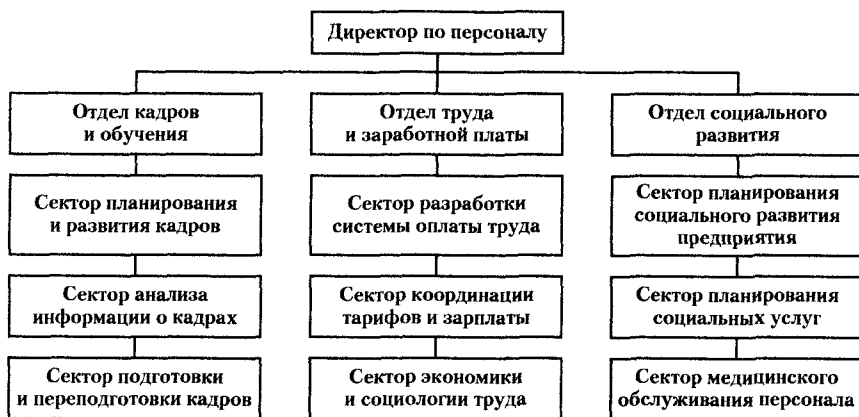 Директор по персоналу
Отдел кадров
и обучения
Отдел труда
и заработной платы
Отдел социального
развития
Сектор планирования
и развития кадров
Сектор разработки
системы оплаты труда
Сектор планирования
социального развития
предприятия
Сектор анализа
информации о кадрах
Сектор координации
тарифов и зарплаты
Сектор планирования
социальных услуг
Сектор подготовки
и переподготовки кадров
Сектор экономики
и социологии труда
Сектор медицинского
обслуживания персонала